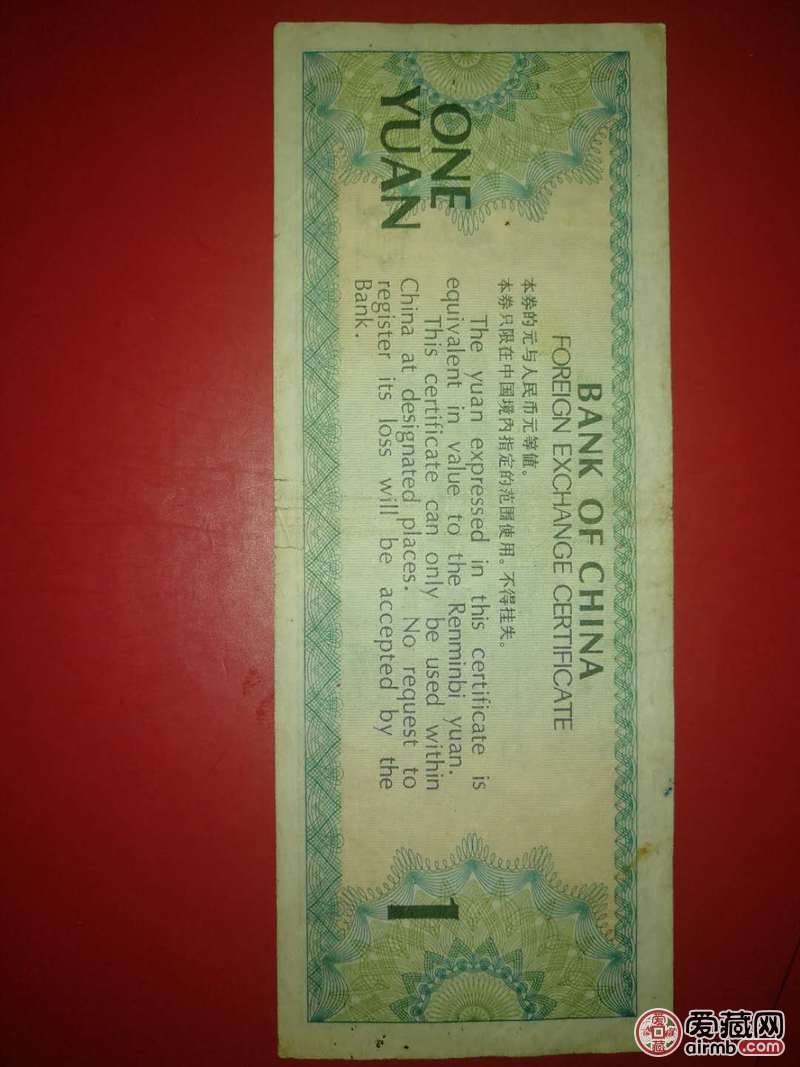 BANK OF CHINA
FOREIGN EXCHANGE CERTIFICATE
ONE
YUAN
本券的元与人民币元等值。
本券只限在中国境内指定的范围使用。不得挂失。
The yuan expressed in this certificate is
equivalent in value to the Renminbi yuan.
This certificate can only be used within
China at designated places. No request to
register its loss will be accepted by the
Bank.
1
爱藏网
airmb.com